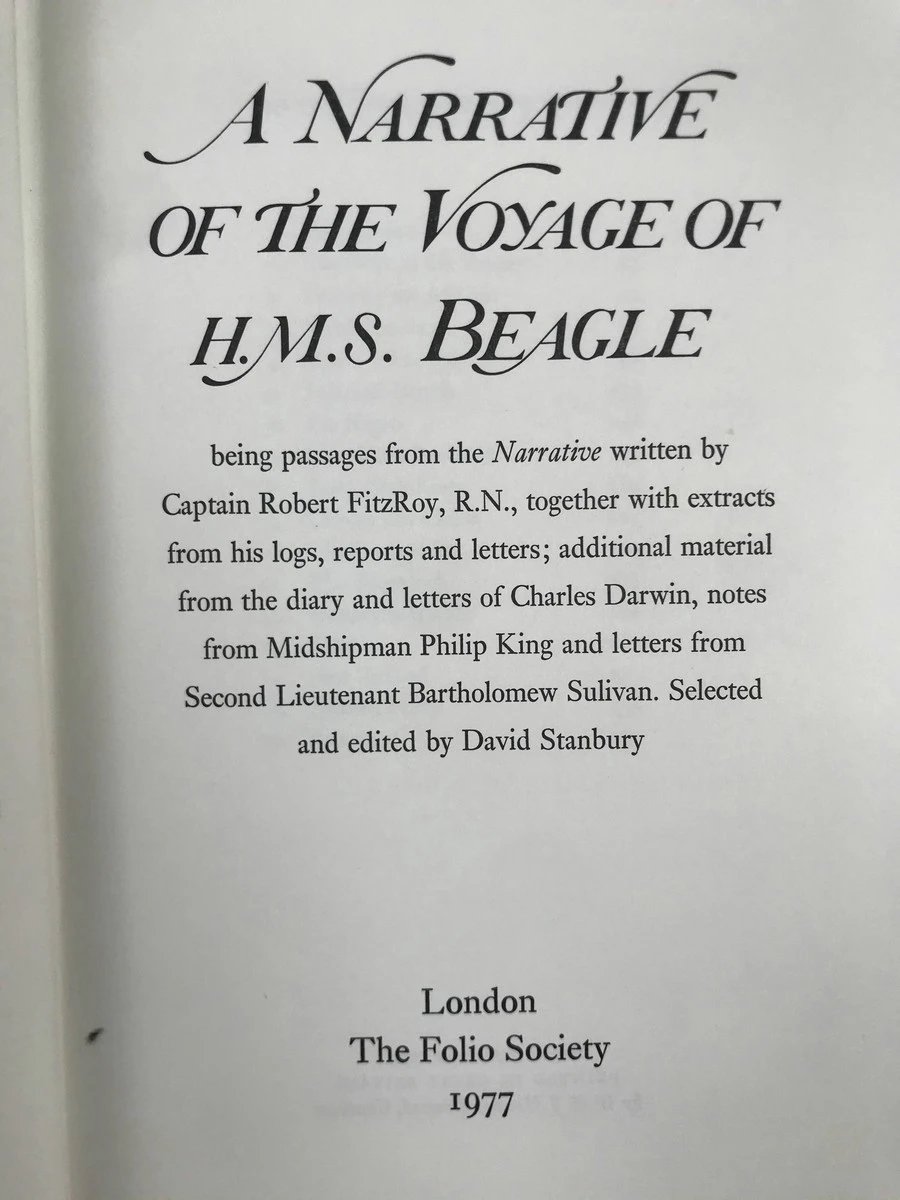 A NARRATIVE
OF THE VOYAGE OF
H.M.S. BEAGLE
being passages from the Narrative written by
Captain Robert FitzRoy, R.N., together with extracts
from his logs, reports and letters; additional material
from the diary and letters of Charles Darwin, notes
from Midshipman Philip King and letters from
Second Lieutenant Bartholomew Sulivan. Selected
and edited by David Stanbury
London
The Folio Society
1977